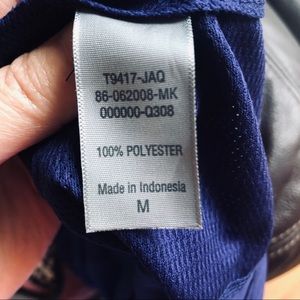 T9417-JAQ
86-062008-MK
000000-Q308
100% POLYESTER
Made in Indonesia
M